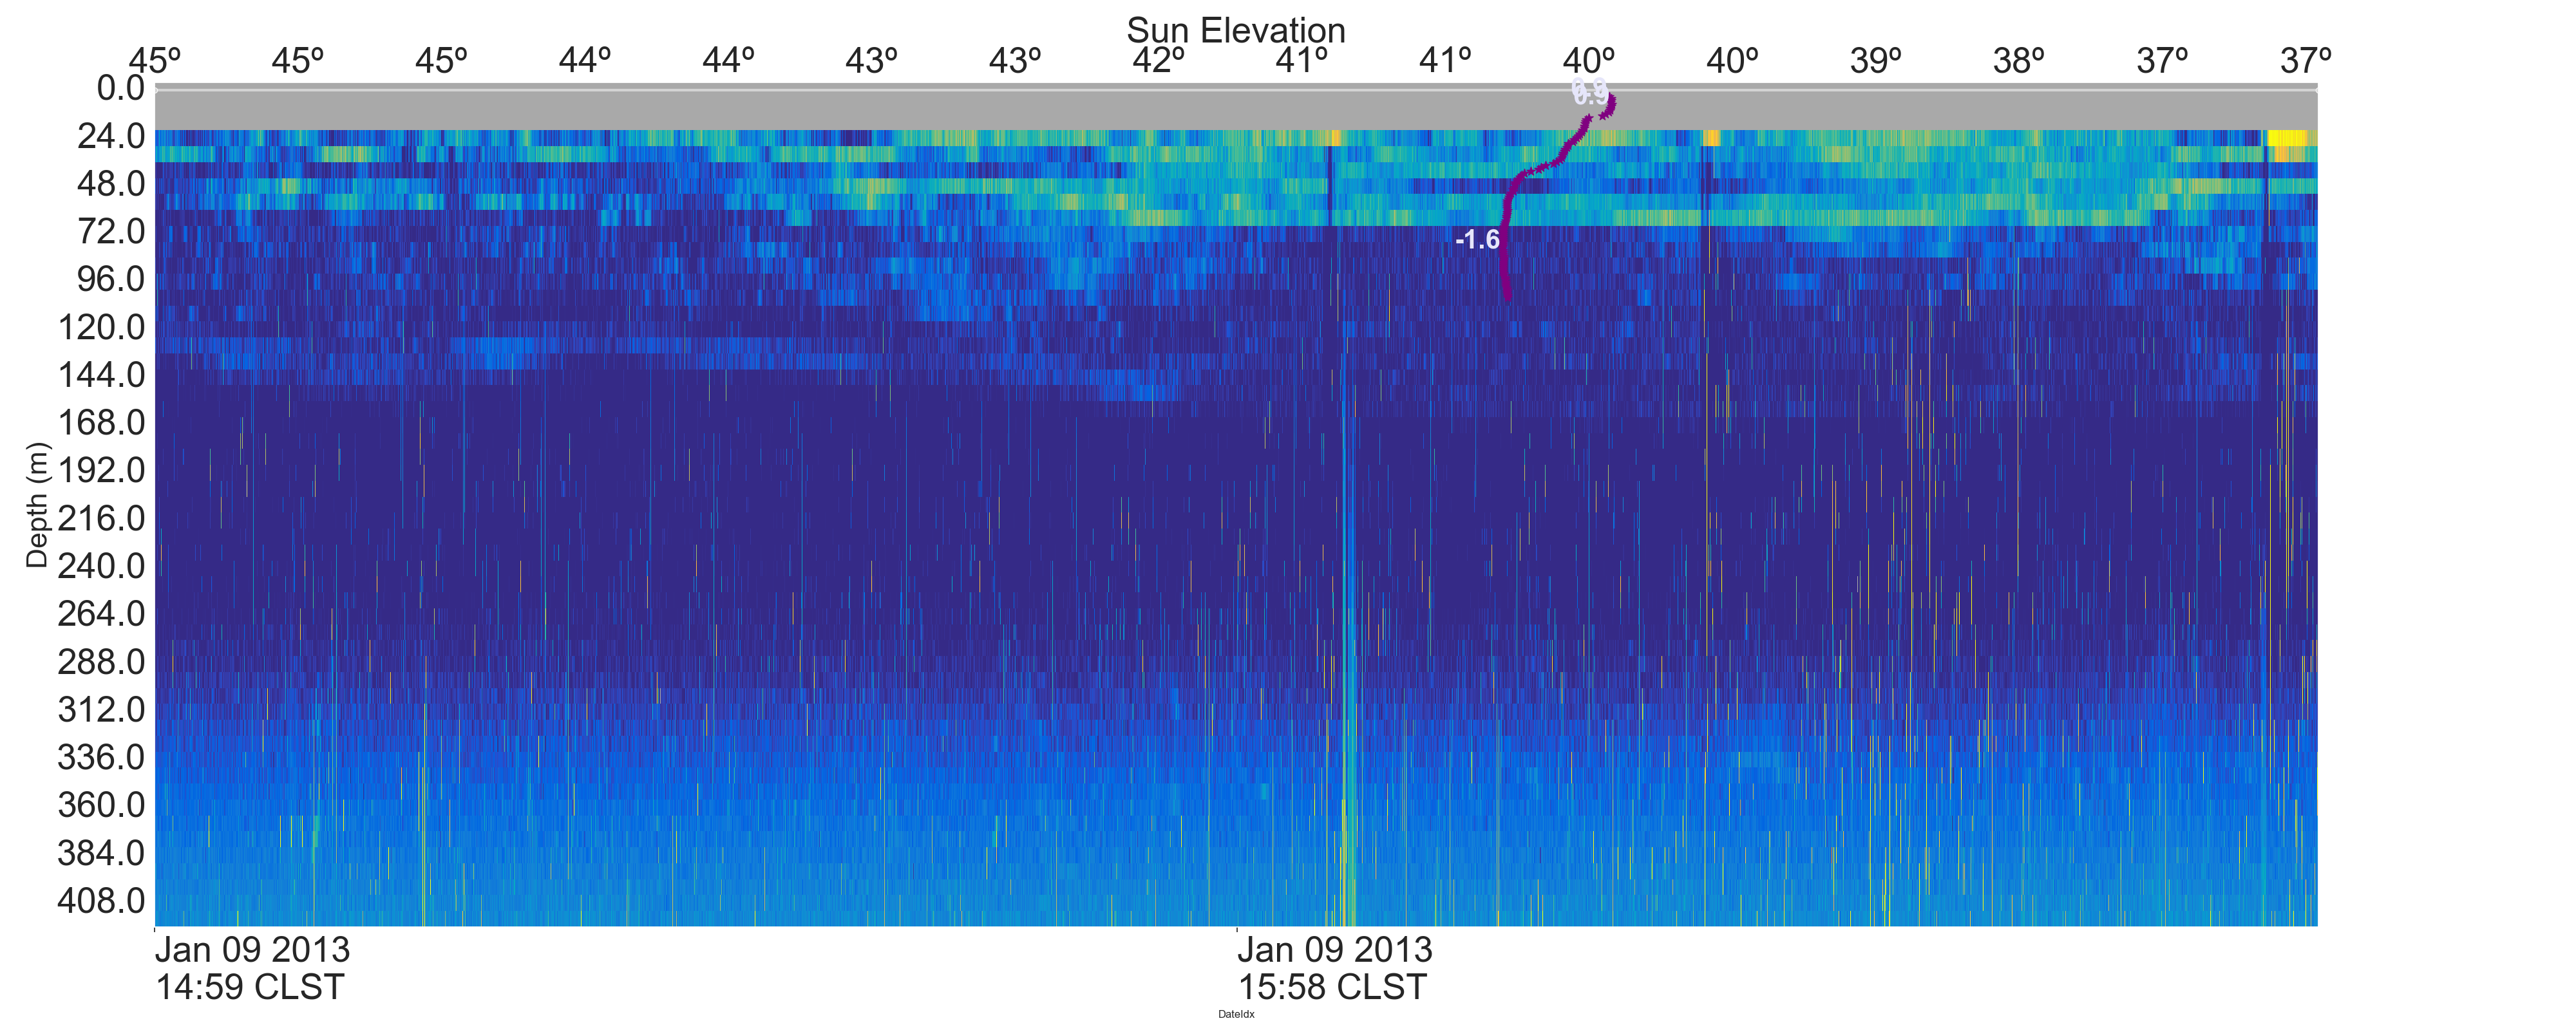 Sun Elevation
45º 45º 45º 44º 44º 43º 43º 42º 41º 41º 40º 40º 39º 38º 37º 37º
0.0
24.0
48.0
72.0
96.0
120.0
144.0
168.0
192.0
216.0
240.0
264.0
288.0
312.0
336.0
360.0
384.0
408.0
Depth (m)
0.9
-1.6
Jan 09 2013
14:59 CLST
Jan 09 2013
15:58 CLST
DateIdx